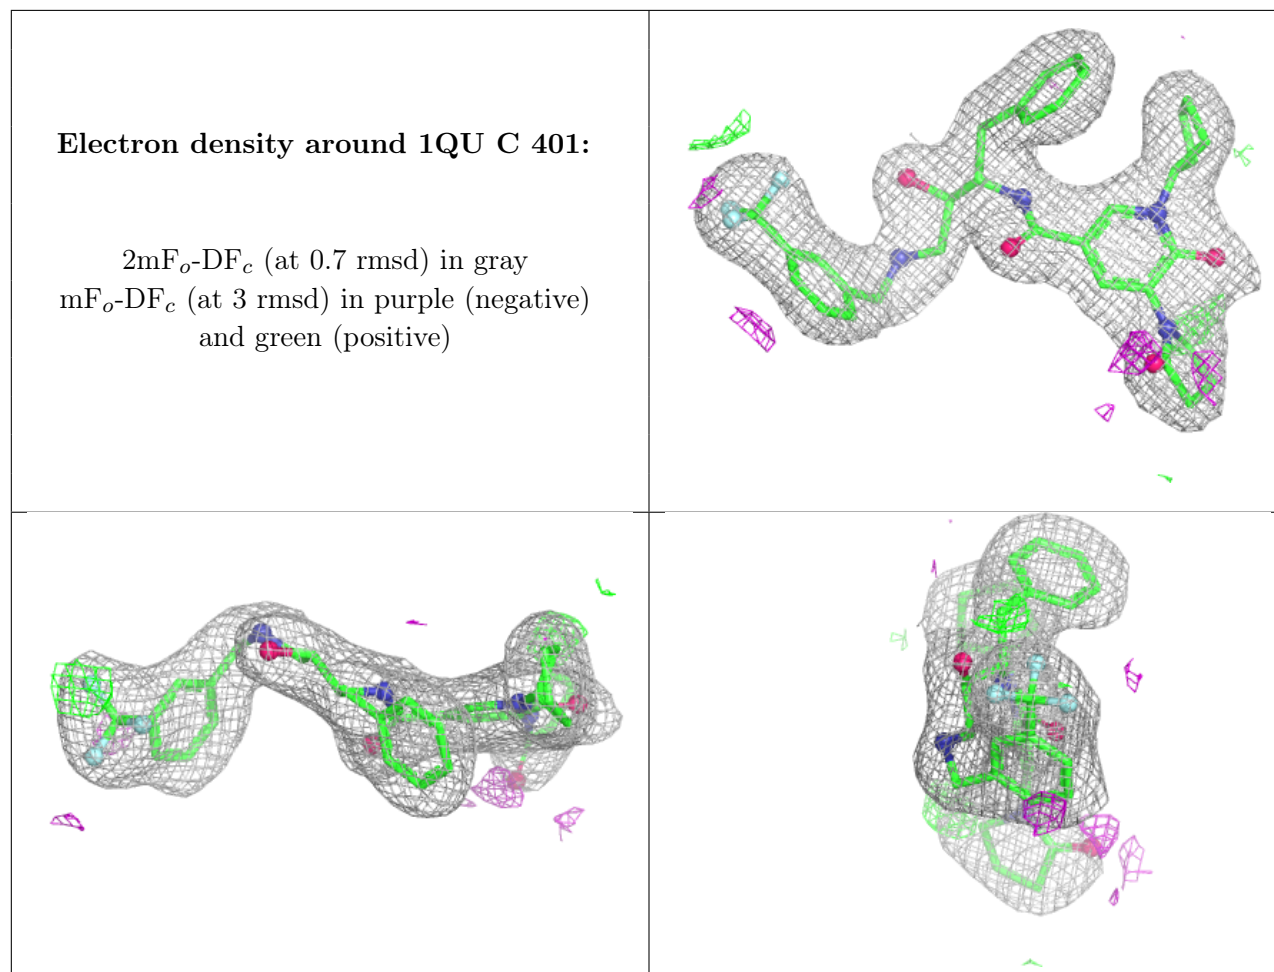 Electron density around 1QU C 401:
2mFo-DFc (at 0.7 rmsd) in gray
mFo-DFc (at 3 rmsd) in purple (negative)
and green (positive)